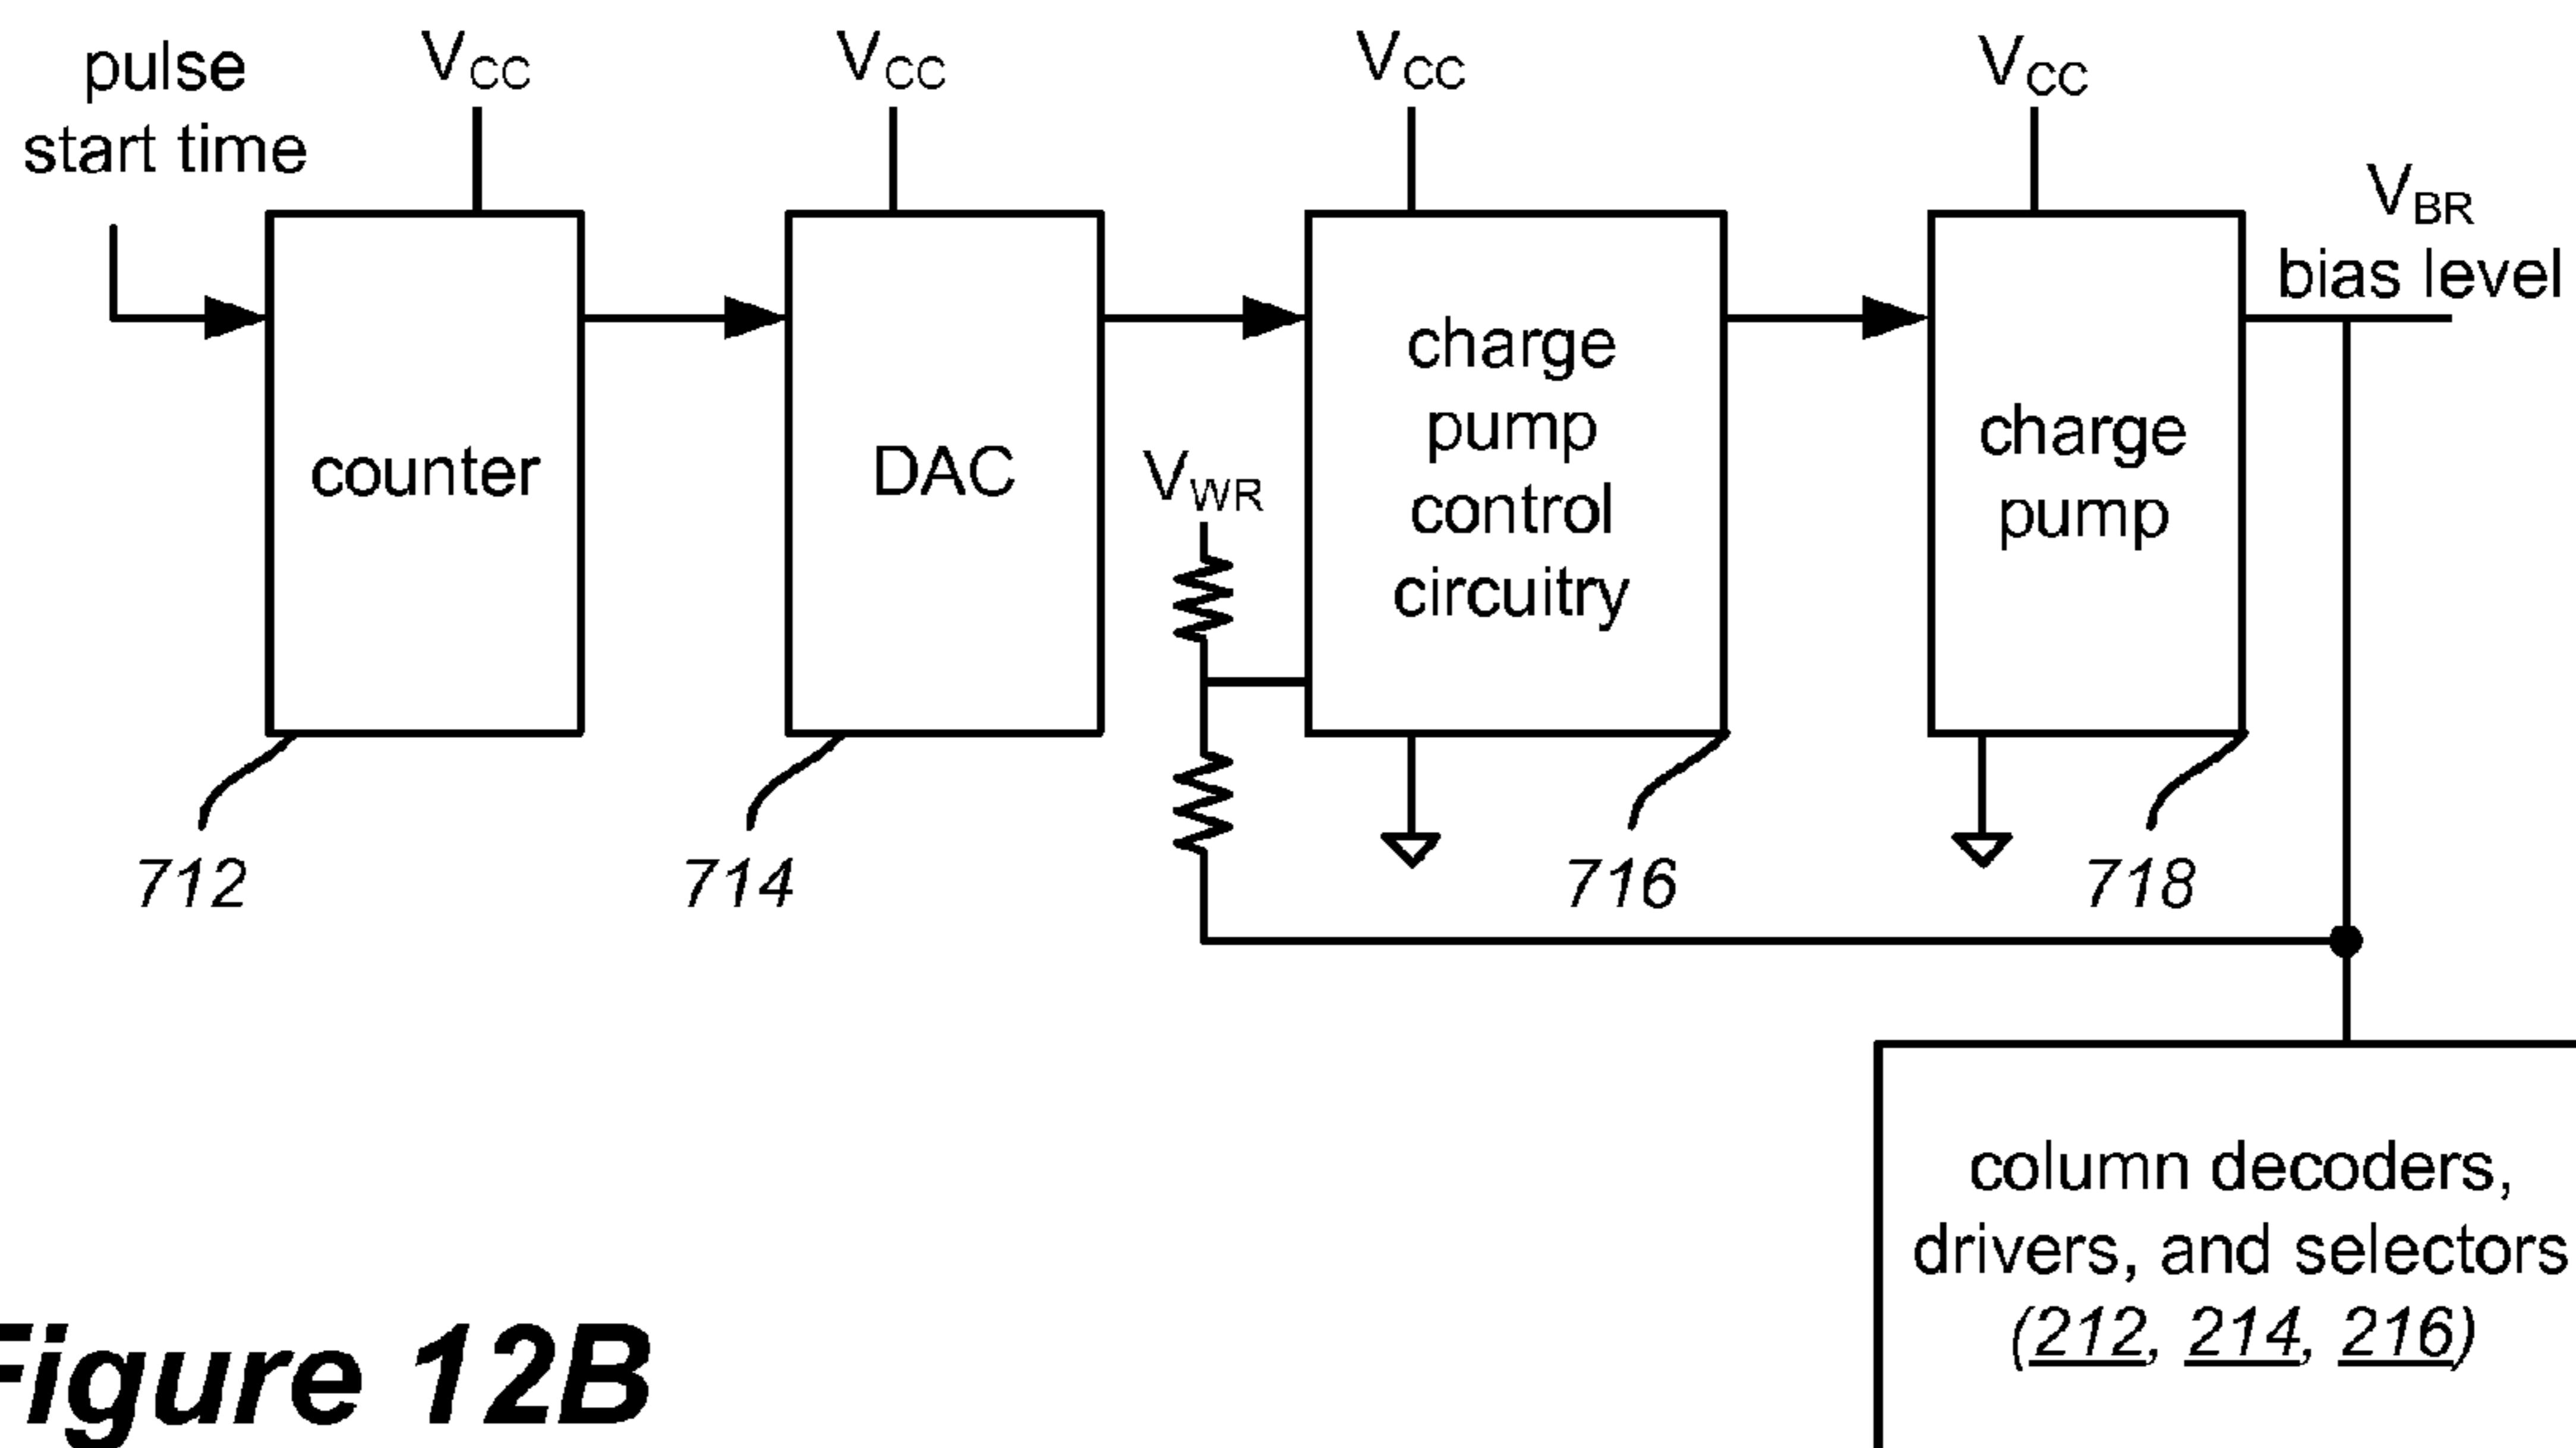 pulse
start time
VCC
VCC
VCC
VCC
VBR
bias level
counter
DAC
VWR
charge
pump
control
circuitry
charge
pump
712
714
716
718
column decoders,
drivers, and selectors
(212, 214, 216)
Figure 12B